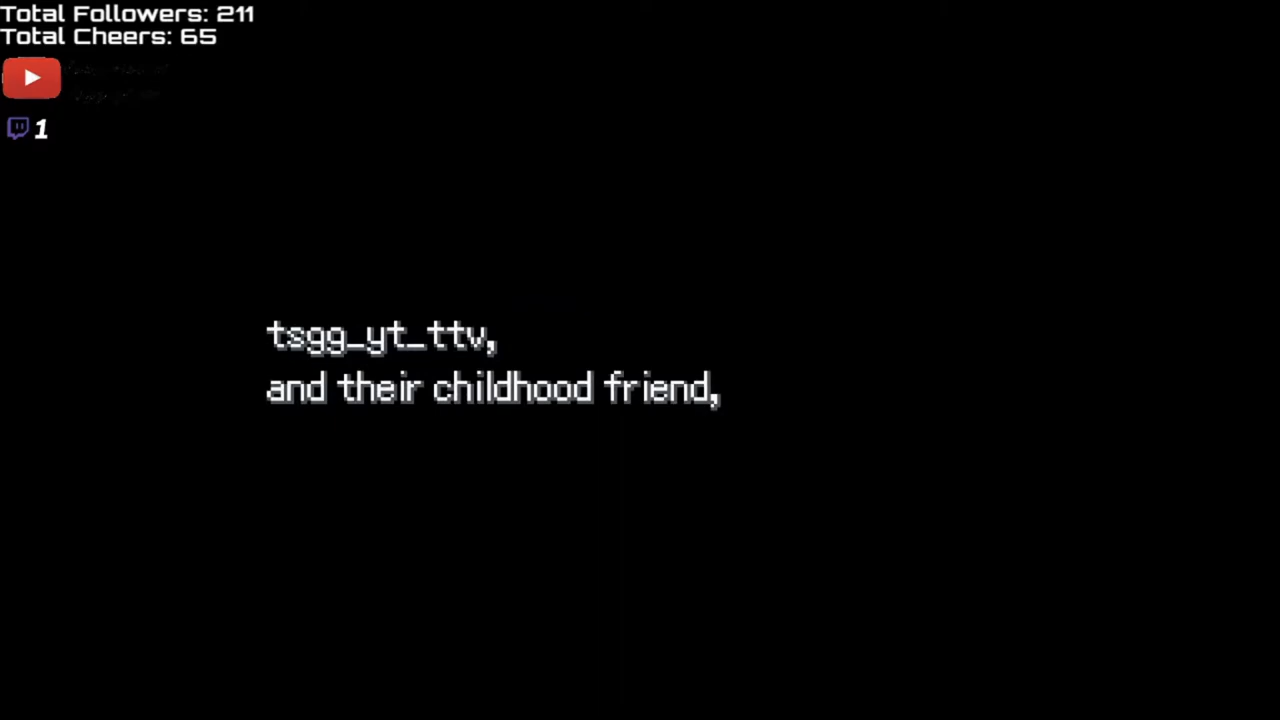 Total Followers: 211
Total Cheers: 65
1
tsgg_yt_ttv,
and their childhood friend,